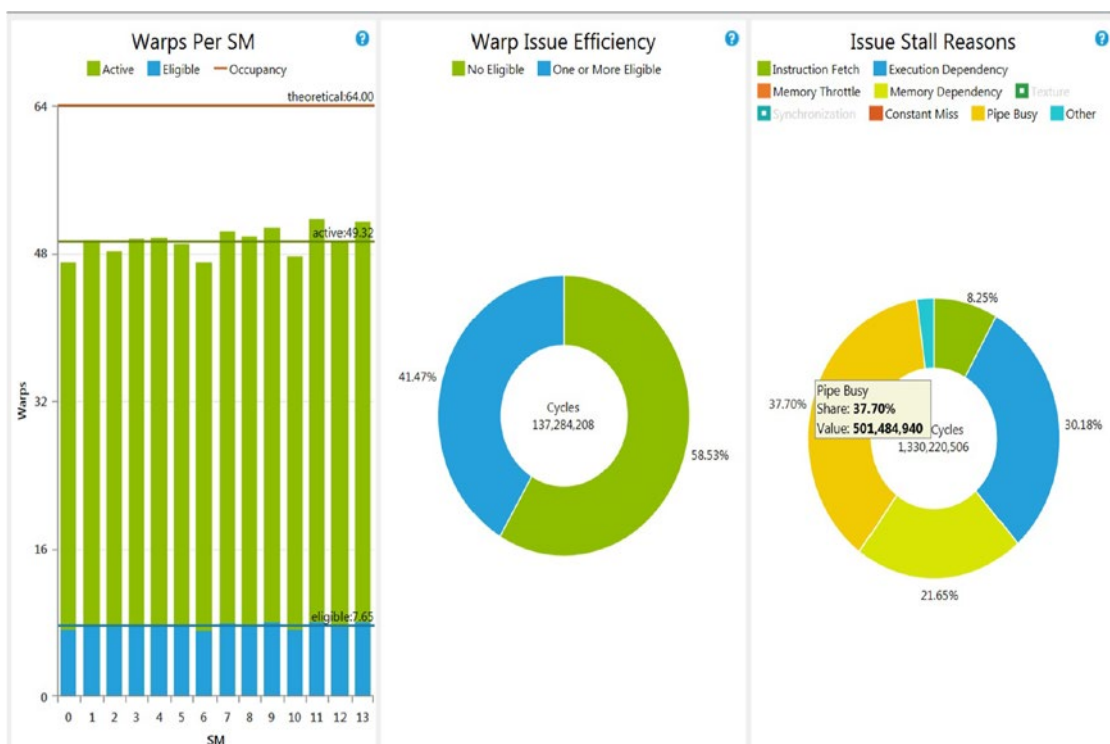 Warps Per SM
Active Eligible Occupancy
theoretical:64.00
64
active:49.32
48
Warps
32
16
eligible:7.65
0
0 1 2 3 4 5 6 7 8 9 10 11 12 13
SM
Warp Issue Efficiency
No Eligible One or More Eligible
41.47%
Cycles
137,284,208
58.53%
Issue Stall Reasons
Instruction Fetch Execution Dependency
Memory Throttle Memory Dependency Texture
Synchronization Constant Miss Pipe Busy Other
8.25%
Pipe Busy
37.70%
Share: 37.70%
Value: 501,484,940
Cycles
1,330,220,506
30.18%
21.65%